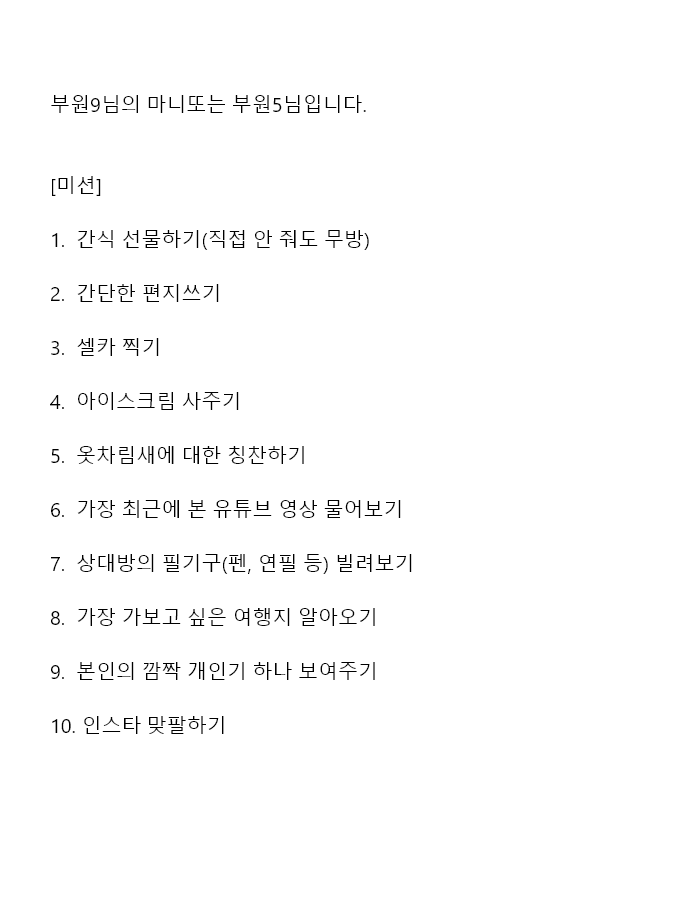 부원9님의 마니또는 부원5님입니다.
[미션]
1. 간식 선물하기(직접 안 줘도 무방)
2. 간단한 편지쓰기
3. 셀카 찍기
4. 아이스크림 사주기
5. 옷차림새에 대한 칭찬하기
6. 가장 최근에 본 유튜브 영상 물어보기
7. 상대방의 필기구(펜, 연필 등) 빌려보기
8. 가장 가보고 싶은 여행지 알아오기
9. 본인의 깜짝 개인기 하나 보여주기
10. 인스타 맞팔하기